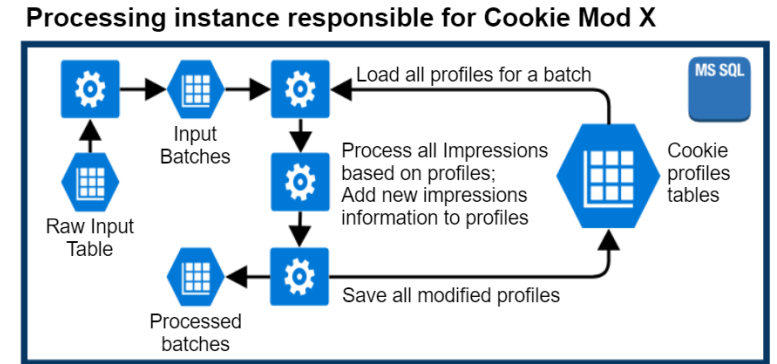 Processing instance responsible for Cookie Mod X
MS SQL
Load all profiles for a batch
Input
Batches
Process all Impressions
based on profiles;
Add new impressions
information to profiles
Cookie
profiles
tables
Raw Input
Table
Save all modified profiles
Processed
batches